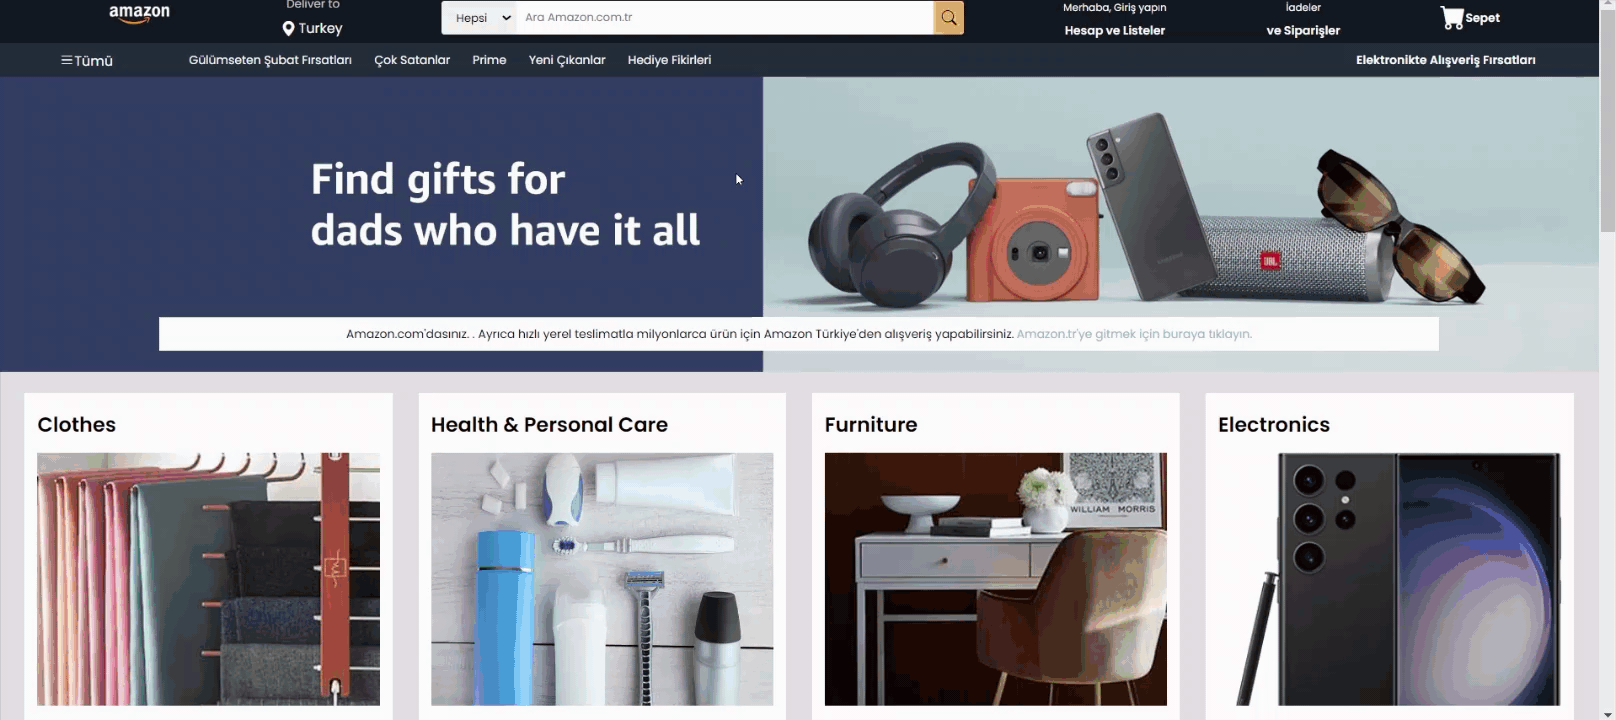 amazon
Deliver to
Turkey
Hepsi
Ara Amazon.com.tr
Merhaba, Giriş yapın
Hesap ve Listeler
İadeler
ve Siparişler
Sepet
Tümü
Gülümseten Şubat Fırsatları
Çok Satanlar
Prime
Yeni Çıkanlar
Hediye Fikirleri
Elektronikte Alışveriş Fırsatları
Find gifts for
dads who have it all
JBL
Amazon.com'dasınız. . Ayrıca hızlı yerel teslimatla milyonlarca ürün için Amazon Türkiye'den alışveriş yapabilirsiniz. Amazon.tr'ye gitmek için buraya tıklayın.
Clothes
Health & Personal Care
Furniture
Electronics
WILLIAM MORRIS